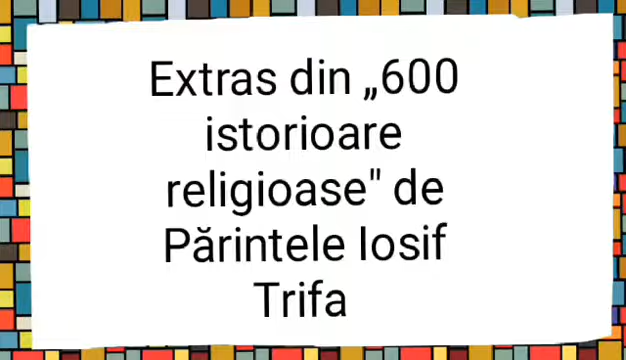 Extras din „600
istorioare
religioase" de
Părintele Iosif
Trifa